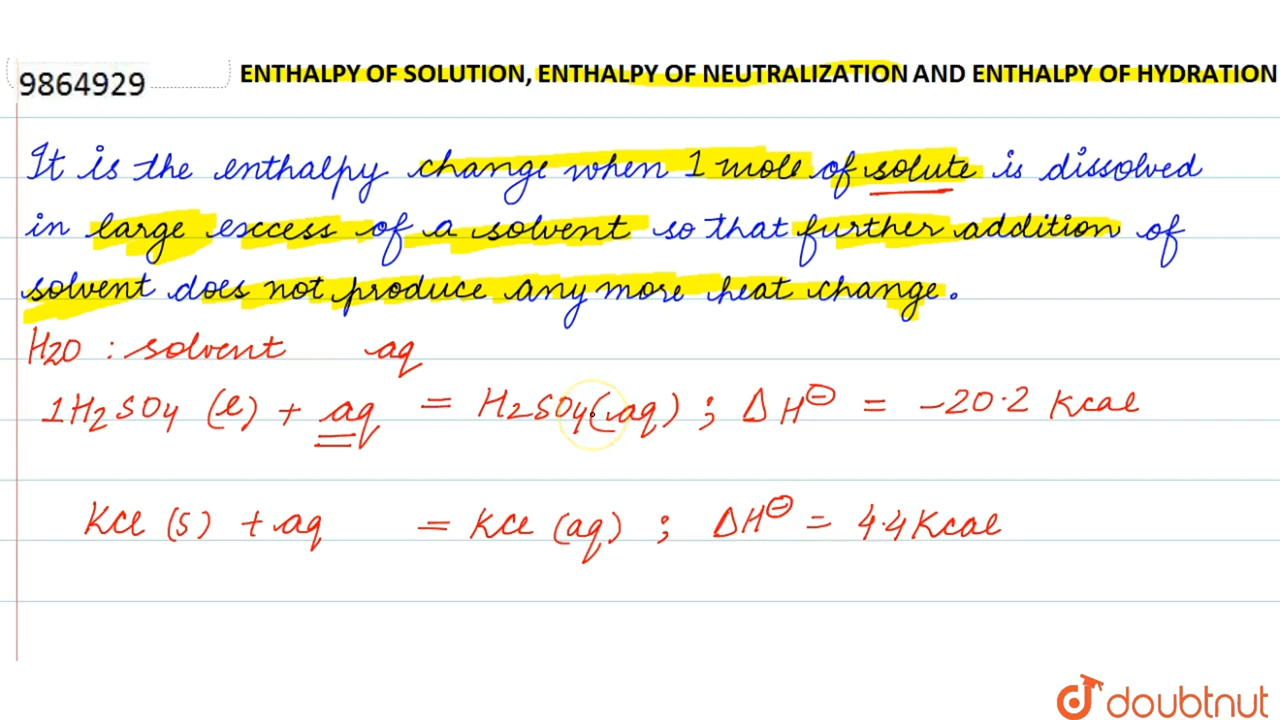 9864929
ENTHALPY OF SOLUTION, ENTHALPY OF NEUTRALIZATION AND ENTHALPY OF HYDRATION
It is the enthalpy change when 1 mole of solute is dissolved
in large excess of a solvent so that further addition of
solvent does not produce any more heat change.
H2O : solvent aq
1H2SO4 (l) + aq = H2SO4(aq) ; ΔH⊖ = -20.2 Kcal
KCl (s) + aq = KCl (aq) ; ΔH⊖ = 4.4 Kcal
doubtnut